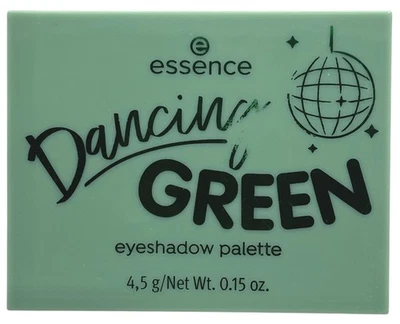 essence
Dancing
GREEN
eyeshadow palette
4,5 g/Net Wt. 0.15 oz.